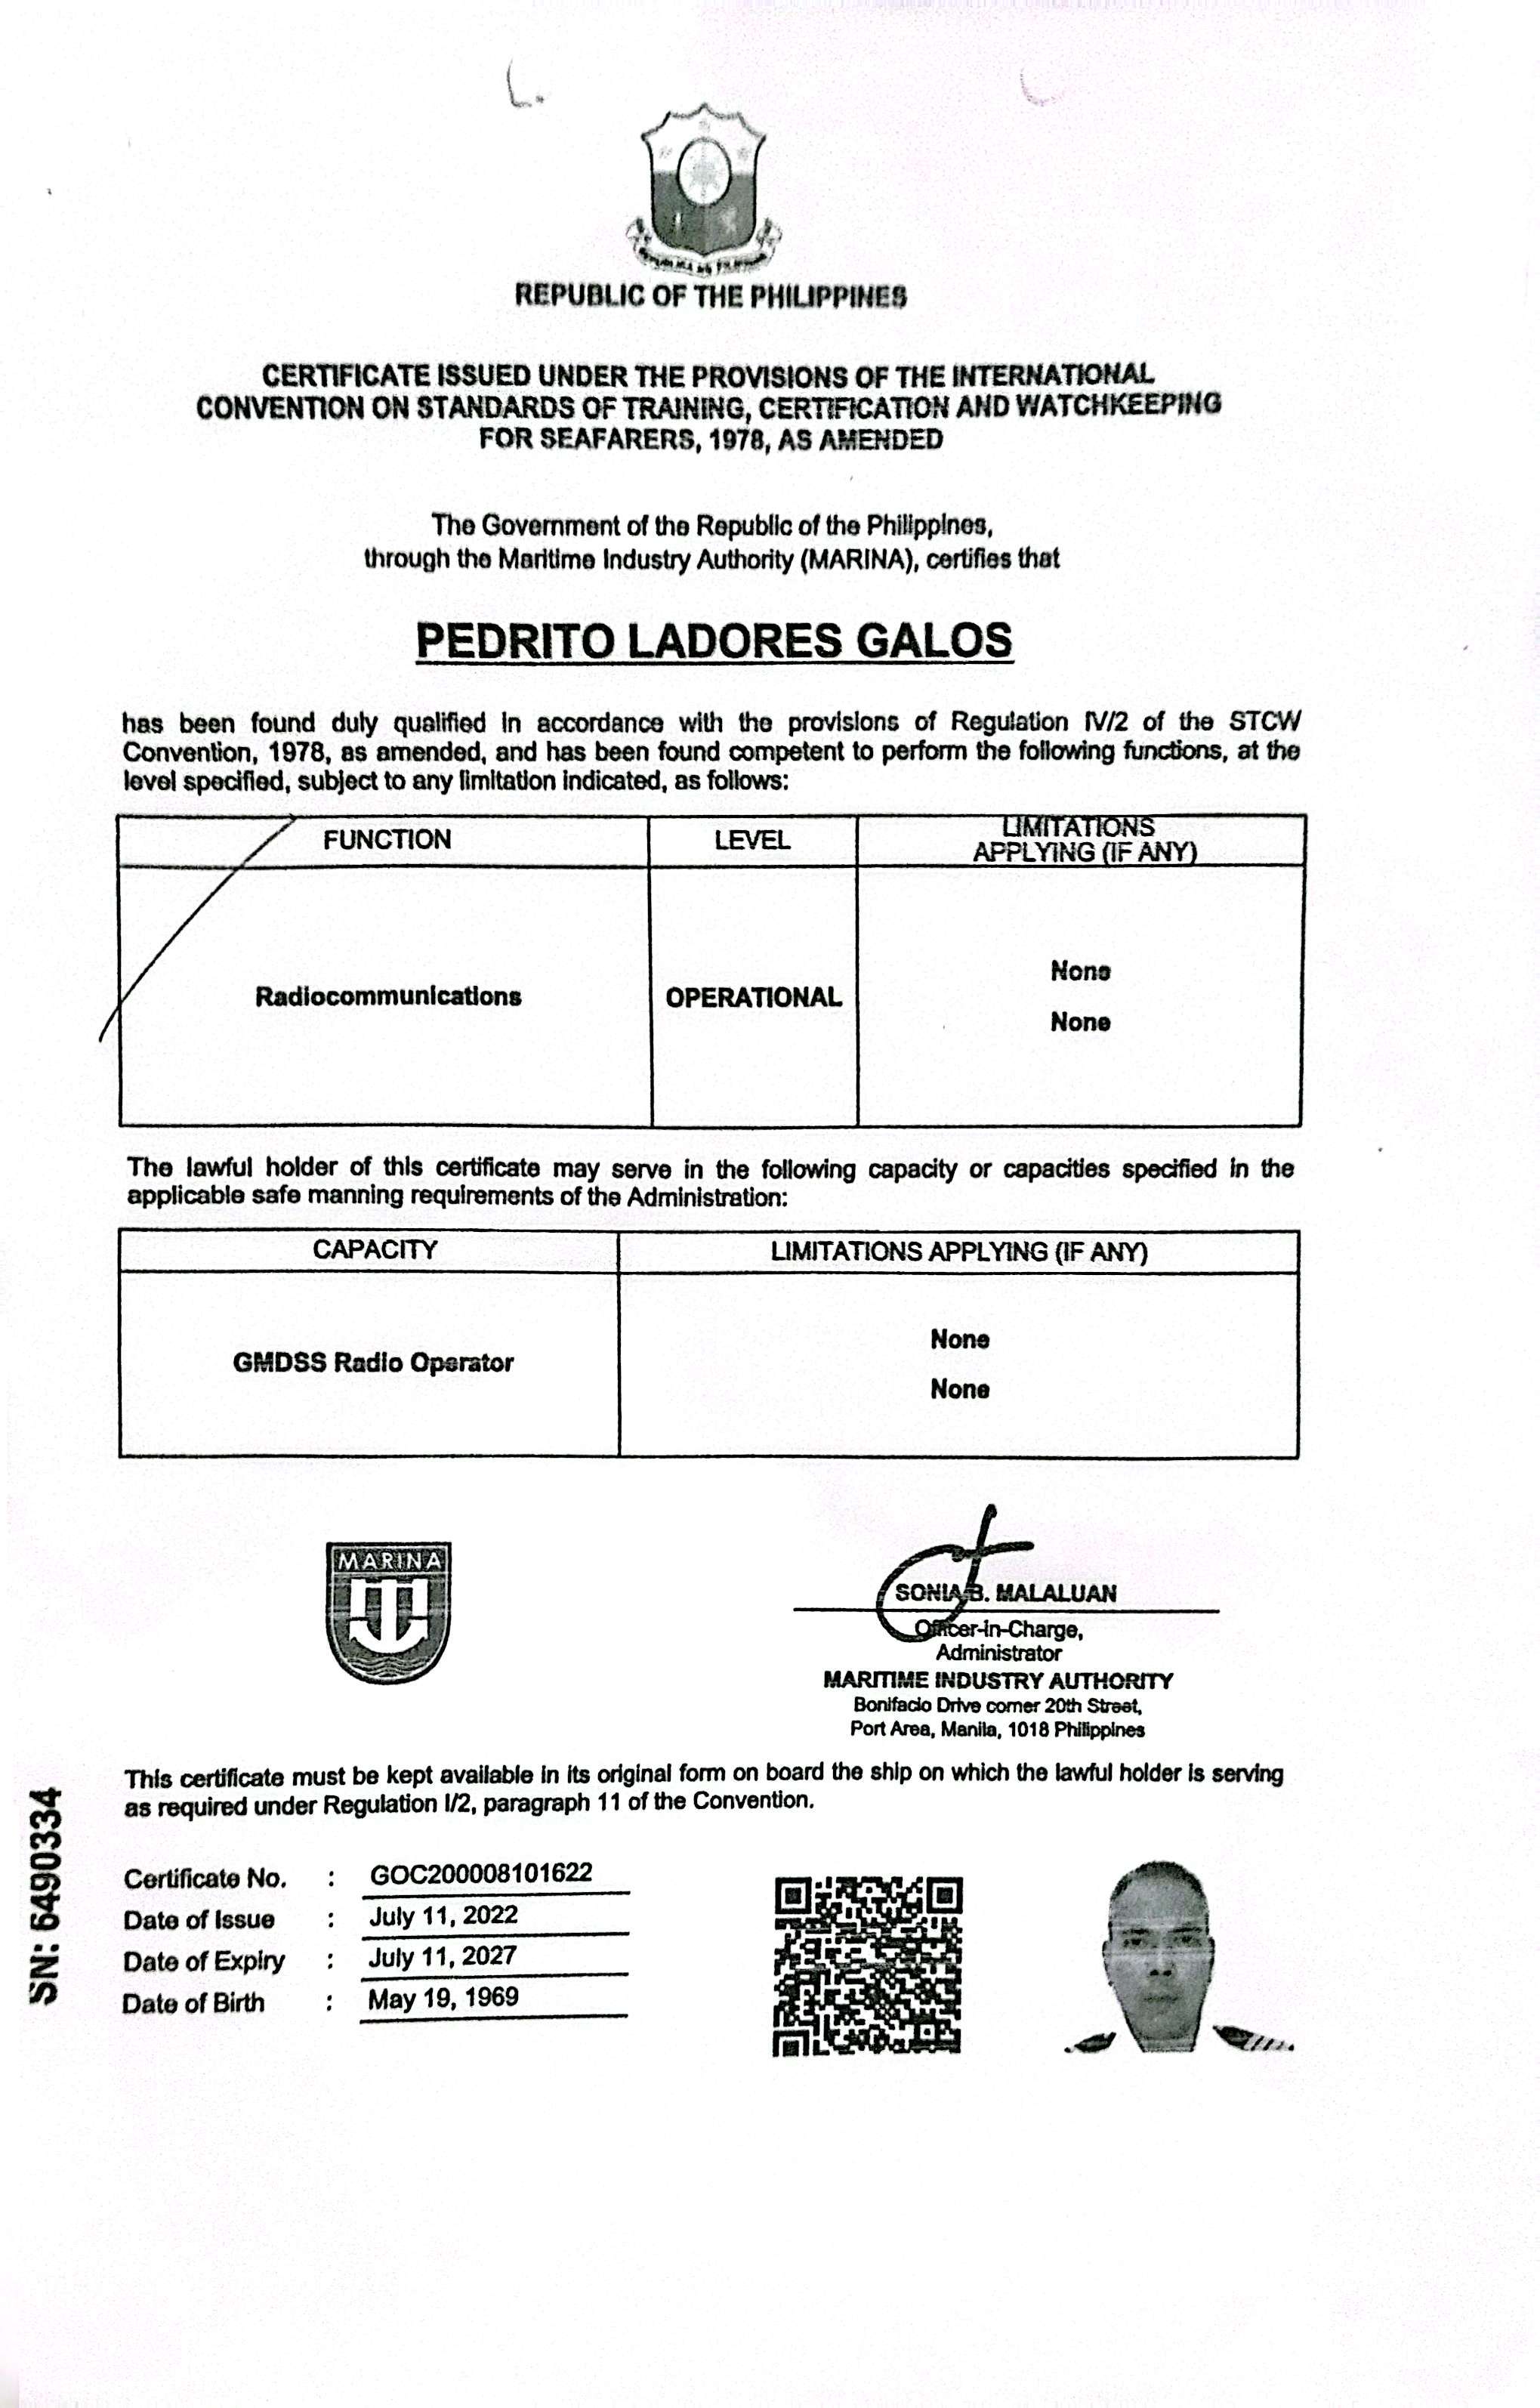 REPUBLIC OF THE PHILIPPINES
CERTIFICATE ISSUED UNDER THE PROVISIONS OF THE INTERNATIONAL
CONVENTION ON STANDARDS OF TRAINING, CERTIFICATION AND WATCHKEEPING
FOR SEAFARERS, 1978, AS AMENDED
The Government of the Republic of the Philippines,
through the Maritime Industry Authority (MARINA), certifies that
PEDRITO LADORES GALOS
has been found duly qualified in accordance with the provisions of Regulation IV/2 of the STCW
Convention, 1978, as amended, and has been found competent to perform the following functions, at the
level specified, subject to any limitation indicated, as follows:
FUNCTION LEVEL LIMITATIONS
APPLYING (IF ANY)
Radiocommunications OPERATIONAL None
None
The lawful holder of this certificate may serve in the following capacity or capacities specified in the
applicable safe manning requirements of the Administration:
CAPACITY LIMITATIONS APPLYING (IF ANY)
GMDSS Radio Operator None
None
MARINA
SONIA B. MALALUAN
Officer-in-Charge,
Administrator
MARITIME INDUSTRY AUTHORITY
Bonifacio Drive corner 20th Street,
Port Area, Manila, 1018 Philippines
This certificate must be kept available in its original form on board the ship on which the lawful holder is serving
as required under Regulation I/2, paragraph 11 of the Convention.
SN: 6490334
Certificate No. : GOC200008101622
Date of Issue : July 11, 2022
Date of Expiry : July 11, 2027
Date of Birth : May 19, 1969